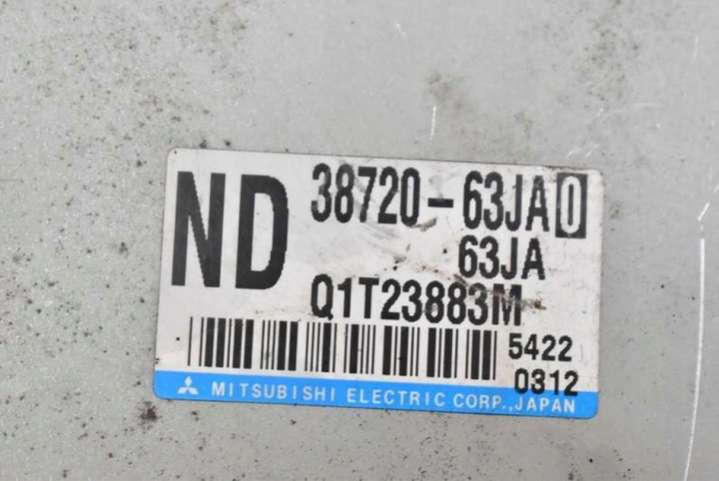 ND
38720-63JA0
63JA
Q1T23883M
5422
0312
MITSUBISHI ELECTRIC CORP.,JAPAN